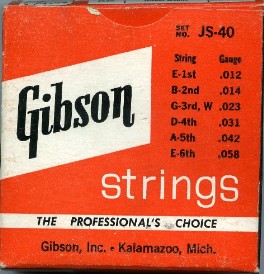 SET NO. JS-40
String Gauge
E-1st .012
B-2nd .014
G-3rd, W .023
D-4th .031
A-5th .042
E-6th .058
Gibson
strings
THE PROFESSIONAL'S CHOICE
Gibson, Inc. • Kalamazoo, Mich.